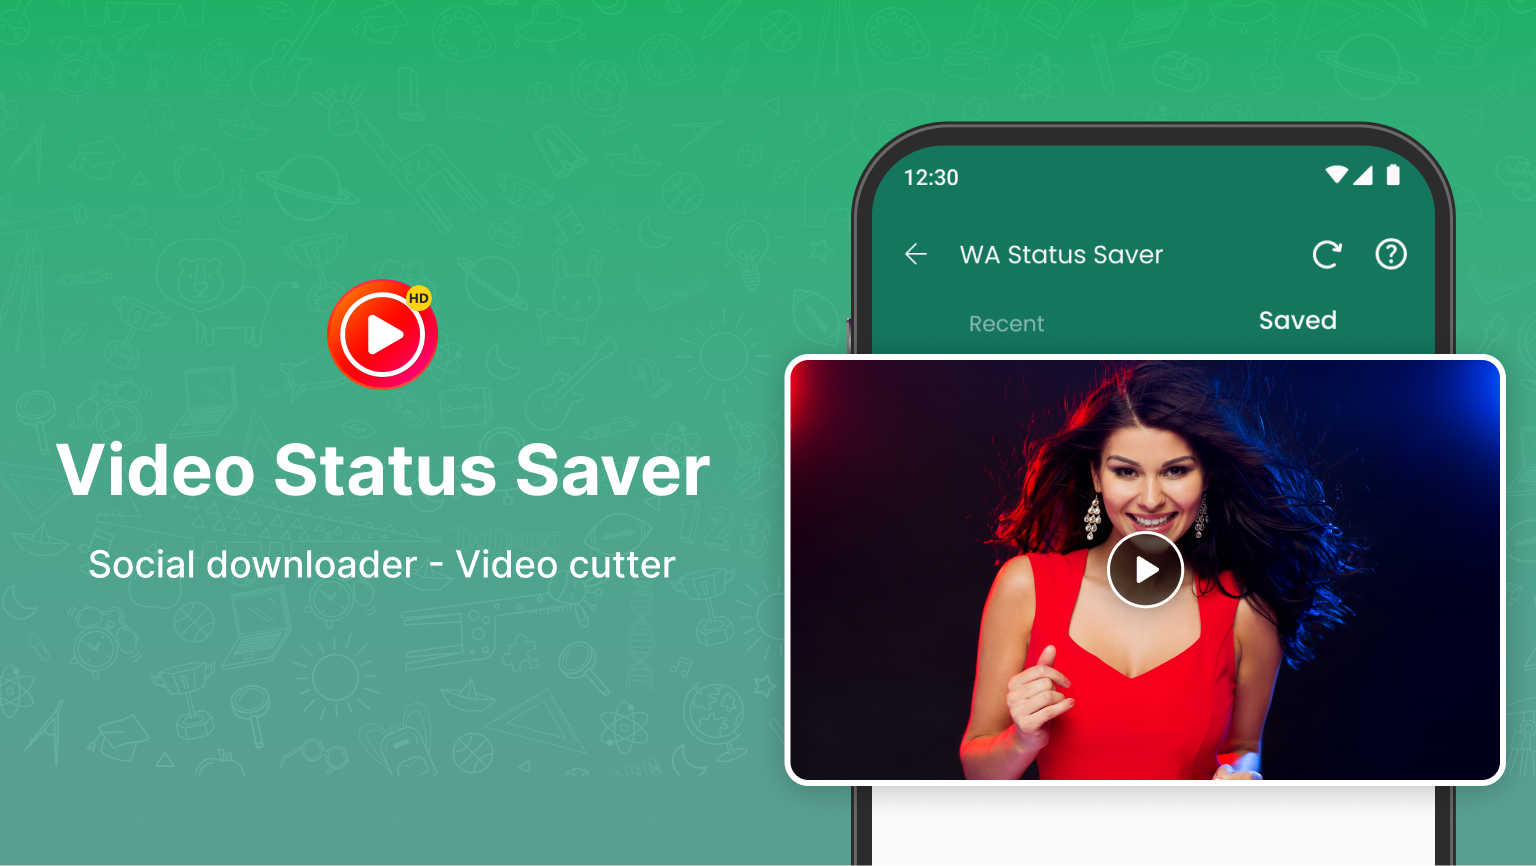 HD
Video Status Saver
Social downloader - Video cutter
12:30
WA Status Saver
Recent
Saved